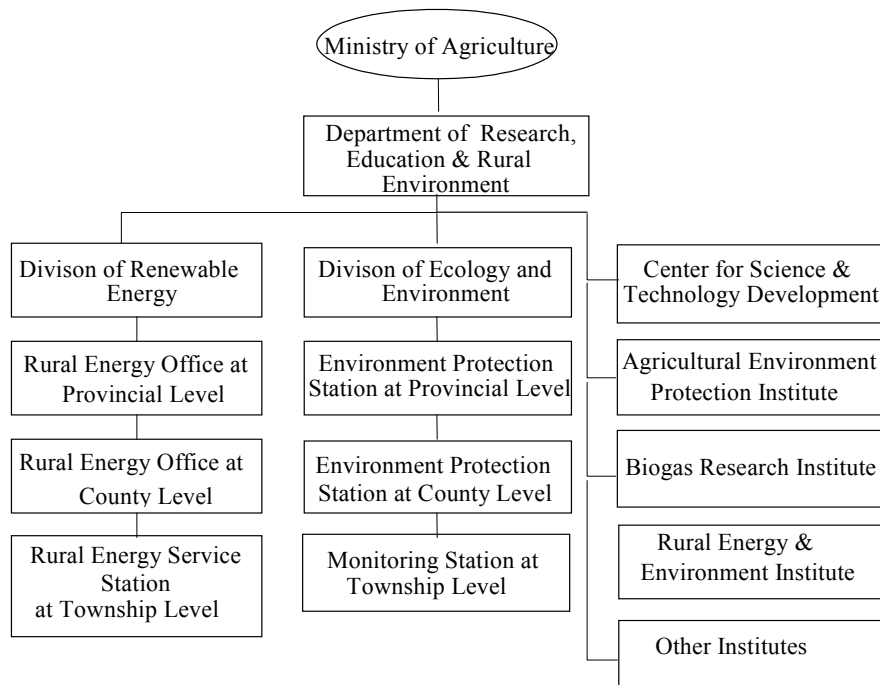 Ministry of Agriculture
Department of Research,
Education & Rural
Environment
Divison of Renewable
Energy
Rural Energy Office at
Provincial Level
Rural Energy Office at
County Level
Rural Energy Service
Station
at Township Level
Divison of Ecology and
Environment
Environment Protection
Station at Provincial Level
Environment Protection
Station at County Level
Monitoring Station at
Township Level
Center for Science &
Technology Development
Agricultural Environment
Protection Institute
Biogas Research Institute
Rural Energy &
Environment Institute
Other Institutes